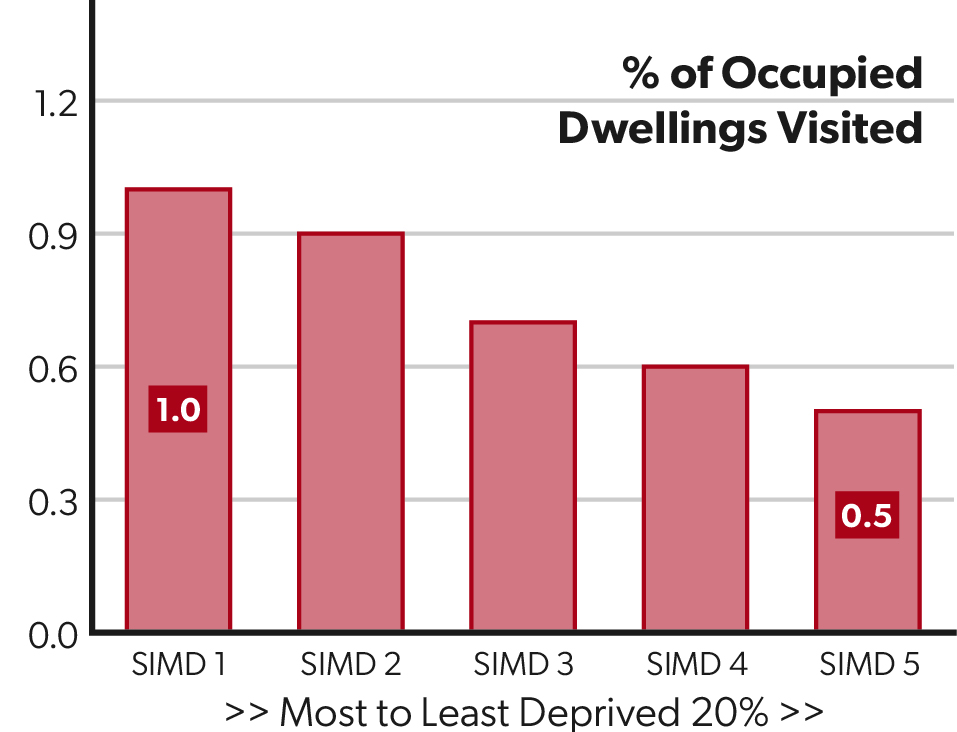 % of Occupied
Dwellings Visited
1.2
0.9
0.6
0.3
0.0
1.0
0.5
SIMD 1 SIMD 2 SIMD 3 SIMD 4 SIMD 5
>> Most to Least Deprived 20% >>